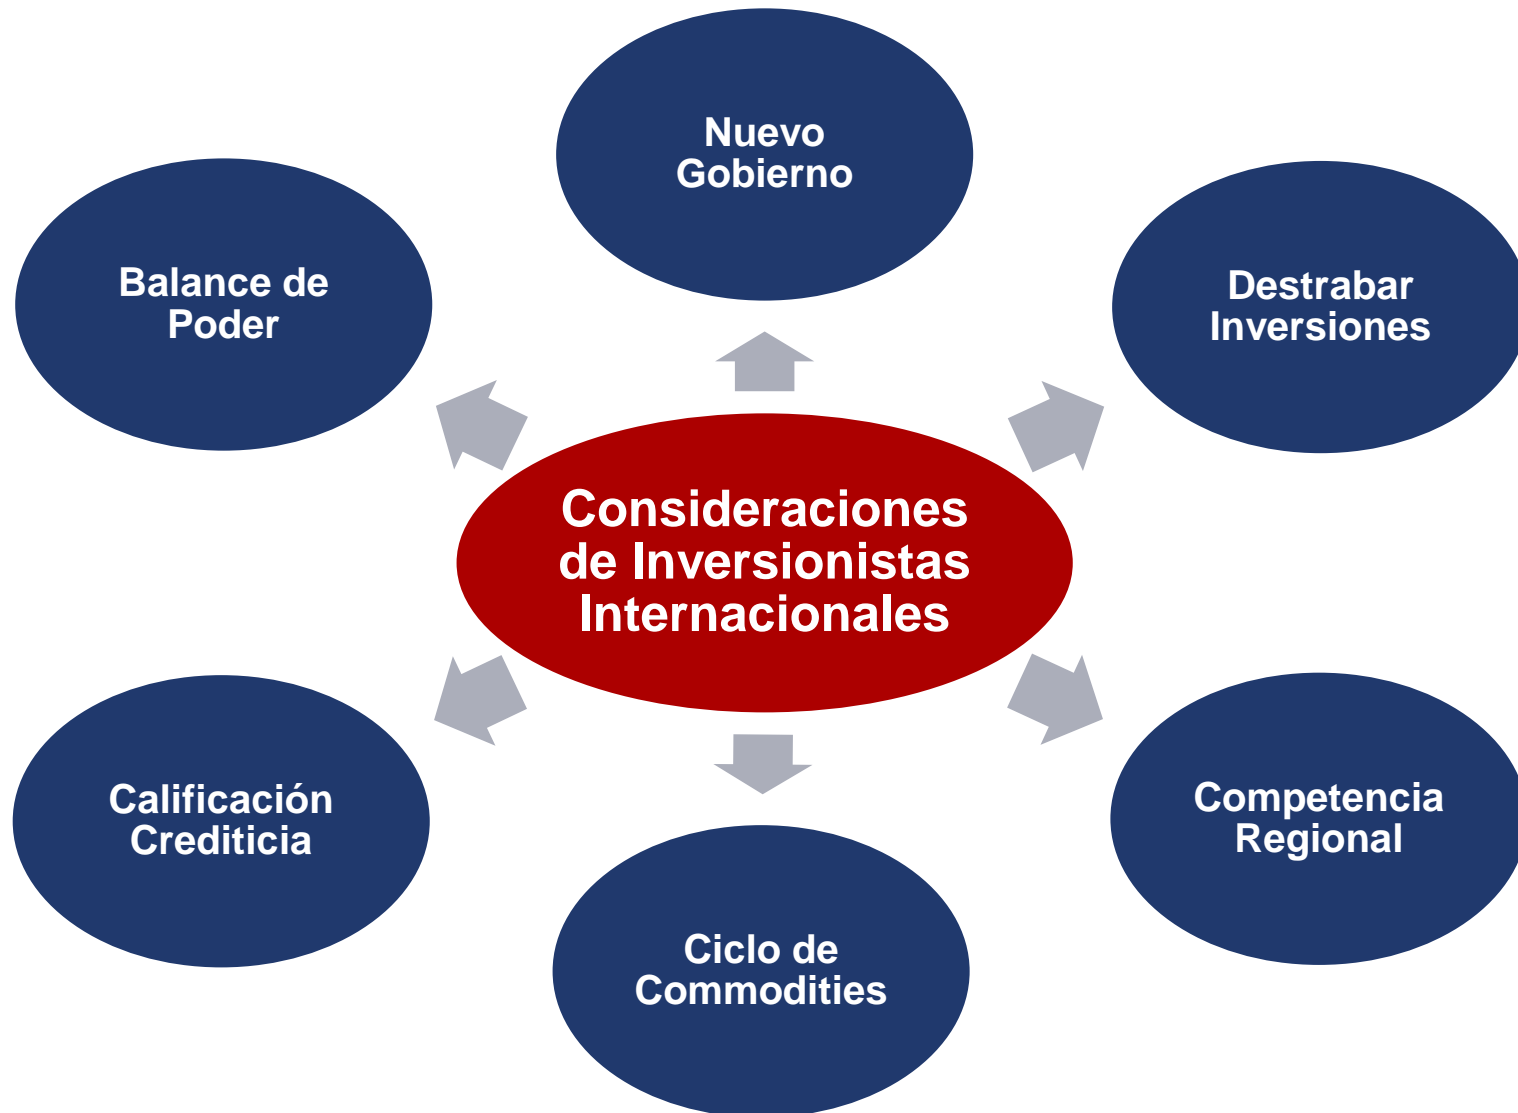 Nuevo
Gobierno
Balance de
Poder
Destrabar
Inversiones
Consideraciones
de Inversionistas
Internacionales
Calificación
Crediticia
Competencia
Regional
Ciclo de
Commodities